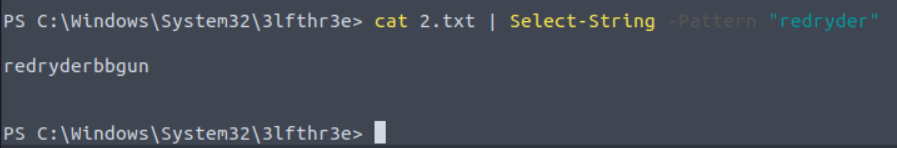 PS C:\Windows\System32\3lfthr3e> cat 2.txt | Select-String -Pattern "redryder"
redryderbbgun
PS C:\Windows\System32\3lfthr3e>